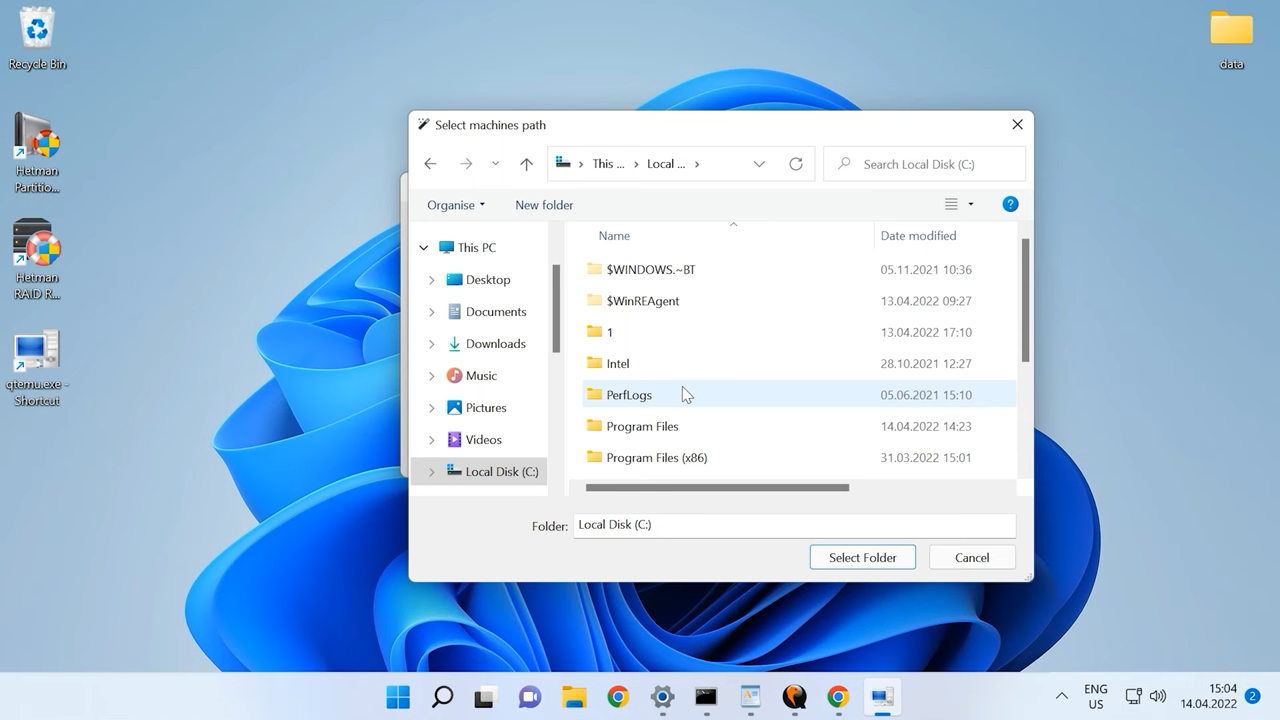 Recycle Bin
Hetman
Partitio...
Hetman
RAID R...
qtemu.exe -
Shortcut
data
Select machines path
This ...
Local ...
Search Local Disk (C:)
Organise
New folder
?
This PC
Desktop
Documents
Downloads
Music
Pictures
Videos
Local Disk (C:)
Name Date modified
$WINDOWS.~BT 05.11.2021 10:36
$WinREAgent 13.04.2022 09:27
1 13.04.2022 17:10
Intel 28.10.2021 12:27
PerfLogs 05.06.2021 15:10
Program Files 14.04.2022 14:23
Program Files (x86) 31.03.2022 15:01
Folder: Local Disk (C:)
Select Folder Cancel
ENG
US
15:04
14.04.2022
2